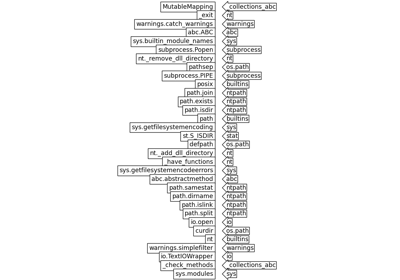 MutableMapping _collections_abc
_exit nt
warnings.catch_warnings warnings
abc.ABC abc
sys.builtin_module_names sys
subprocess.Popen subprocess
nt._remove_dll_directory nt
pathsep os.path
subprocess.PIPE subprocess
posix builtins
path.join ntpath
path.exists ntpath
path.isdir ntpath
path builtins
sys.getfilesystemencoding sys
st.S_ISDIR stat
defpath os.path
nt._add_dll_directory nt
_have_functions nt
sys.getfilesystemencodeerrors sys
abc.abstractmethod abc
path.samestat ntpath
path.dirname ntpath
path.islink ntpath
path.split ntpath
io.open io
curdir os.path
nt builtins
warnings.simplefilter warnings
io.TextIOWrapper io
_check_methods _collections_abc
sys.modules sys